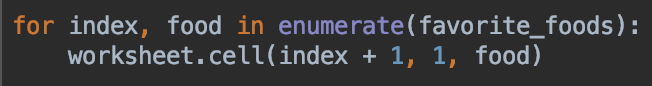 for index, food in enumerate(favorite_foods):
    worksheet.cell(index + 1, 1, food)